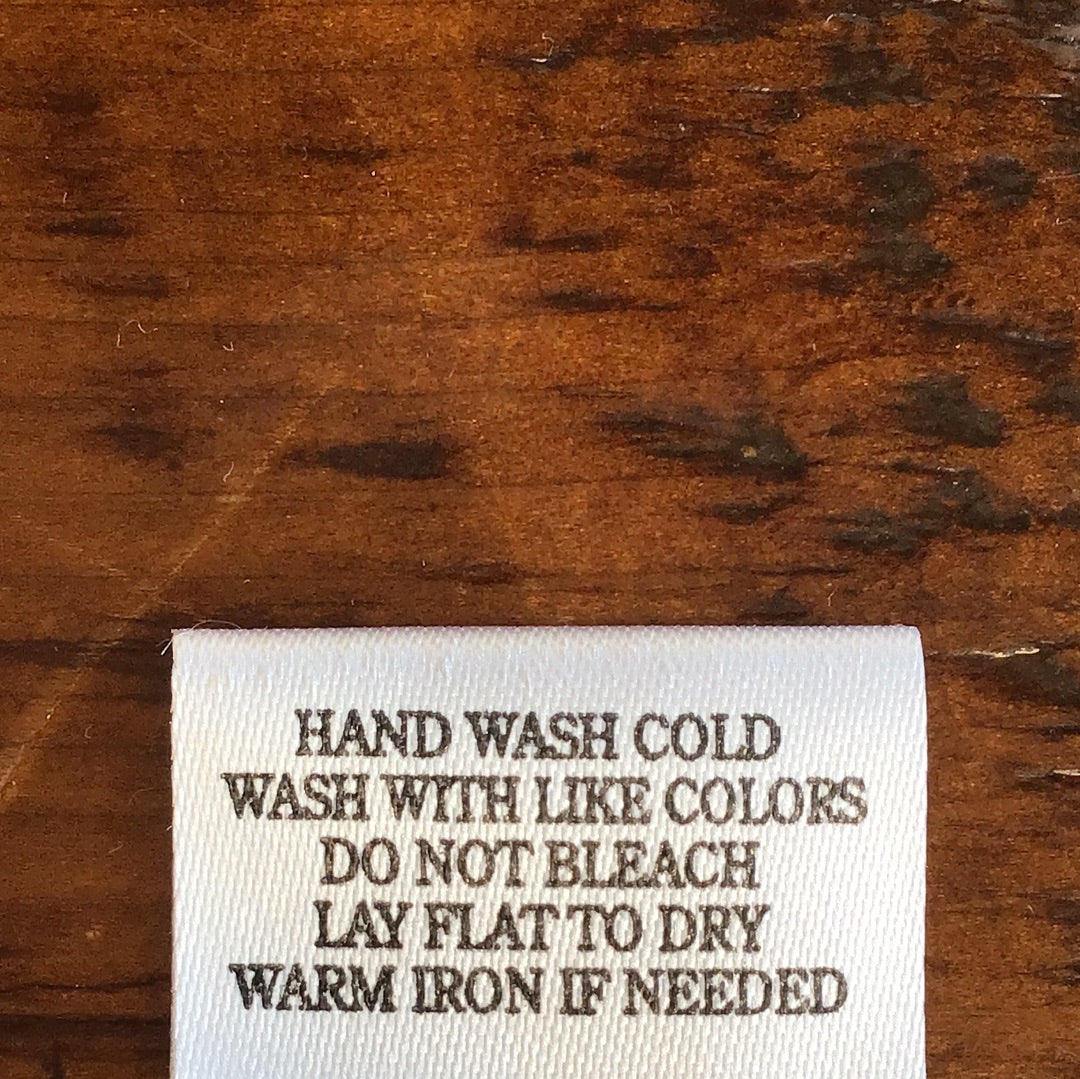 HAND WASH COLD
WASH WITH LIKE COLORS
DO NOT BLEACH
LAY FLAT TO DRY
WARM IRON IF NEEDED